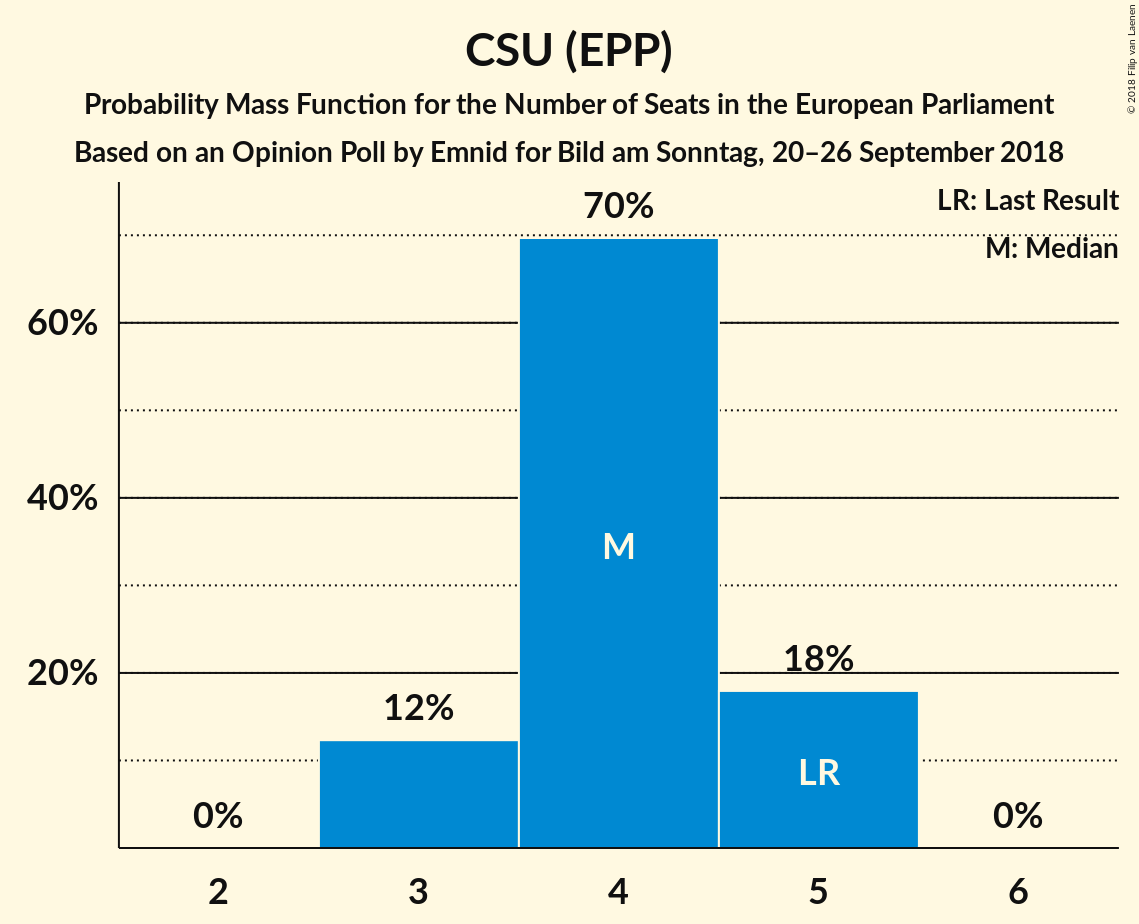 CSU (EPP)
Probability Mass Function for the Number of Seats in the European Parliament
Based on an Opinion Poll by Emnid for Bild am Sonntag, 20–26 September 2018
© 2018 Filip van Laenen
LR: Last Result
M: Median
60%
40%
20%
0%
12%
70%
18%
0%
M
LR
2
3
4
5
6